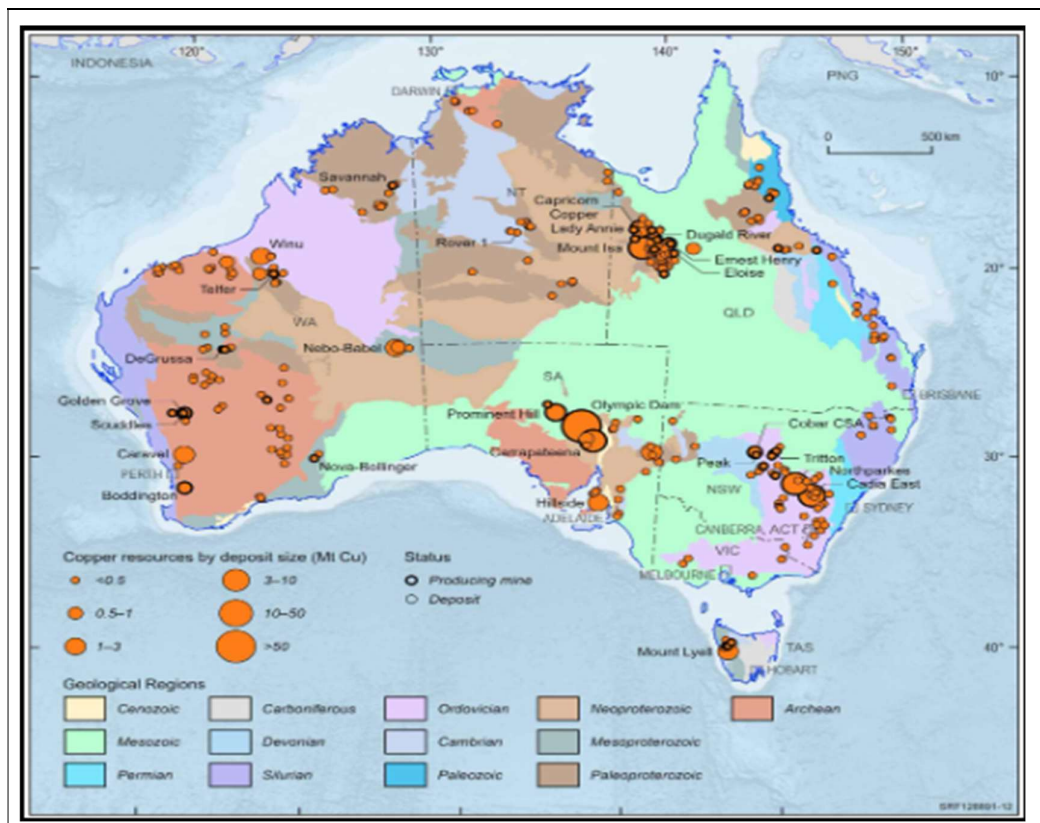 120°
130°
140°
150°
INDONESIA
PNG
10°
DARWIN
0
500 km
Savannah
NT
Capricorn
Copper
Lady Annie
Mount Isa
Dugald River
Ernest Henry
Eloise
Rover 1
Winu
Telfer
20°
WA
QLD
DeGrussa
Nebo-Babel
SA
Golden Grove
Prominent Hill
Olympic Dam
BRISBANE
Cobar CSA
Carrapateena
Caravel
PERTH
Nova-Bollinger
Peak
Tritton
30°
Northparkes
Boddington
Cadia East
NSW
Hillside
SYDNEY
ADELAIDE
CANBERRA
ACT
VIC
MELBOURNE
Copper resources by deposit size (Mt Cu)
Status
<0.5
3–10
Producing mine
0.5–1
10–50
Deposit
1–3
>50
Mount Lyell
TAS
40°
HOBART
Geological Regions
Cenozoic
Carboniferous
Ordovician
Neoproterozoic
Archean
Mesozoic
Devonian
Cambrian
Mesoproterozoic
Permian
Silurian
Paleozoic
Paleoproterozoic